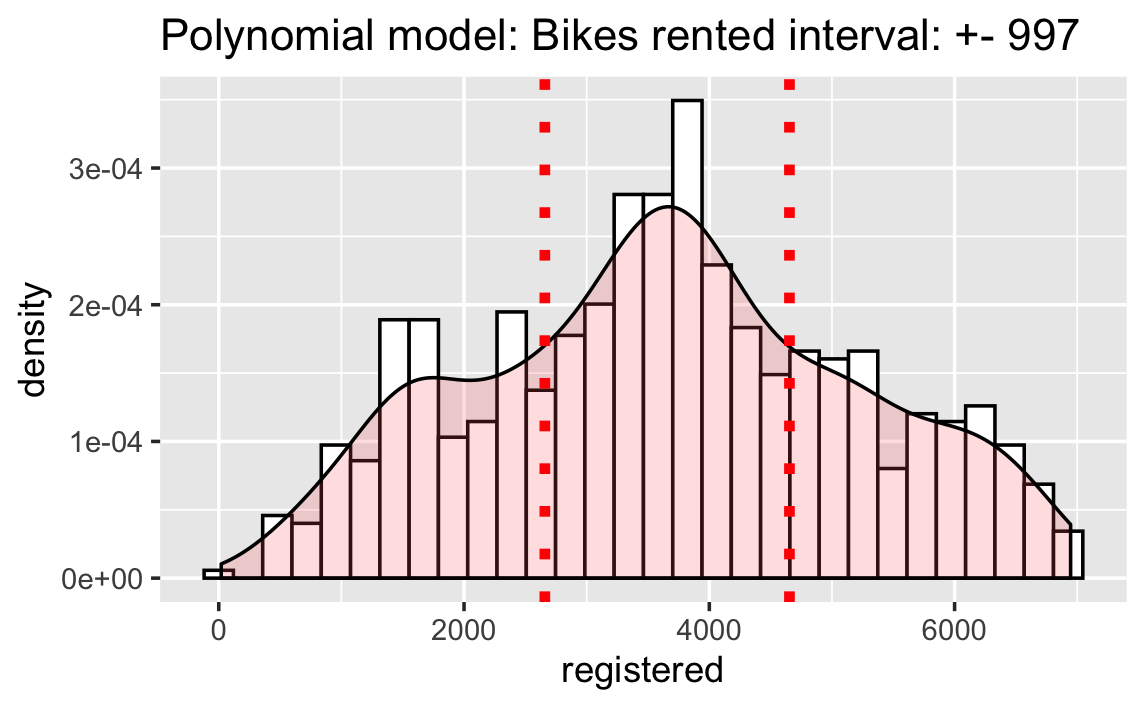 Polynomial model: Bikes rented interval: +- 997
3e-04
2e-04
1e-04
0e+00
density
0 2000 4000 6000
registered